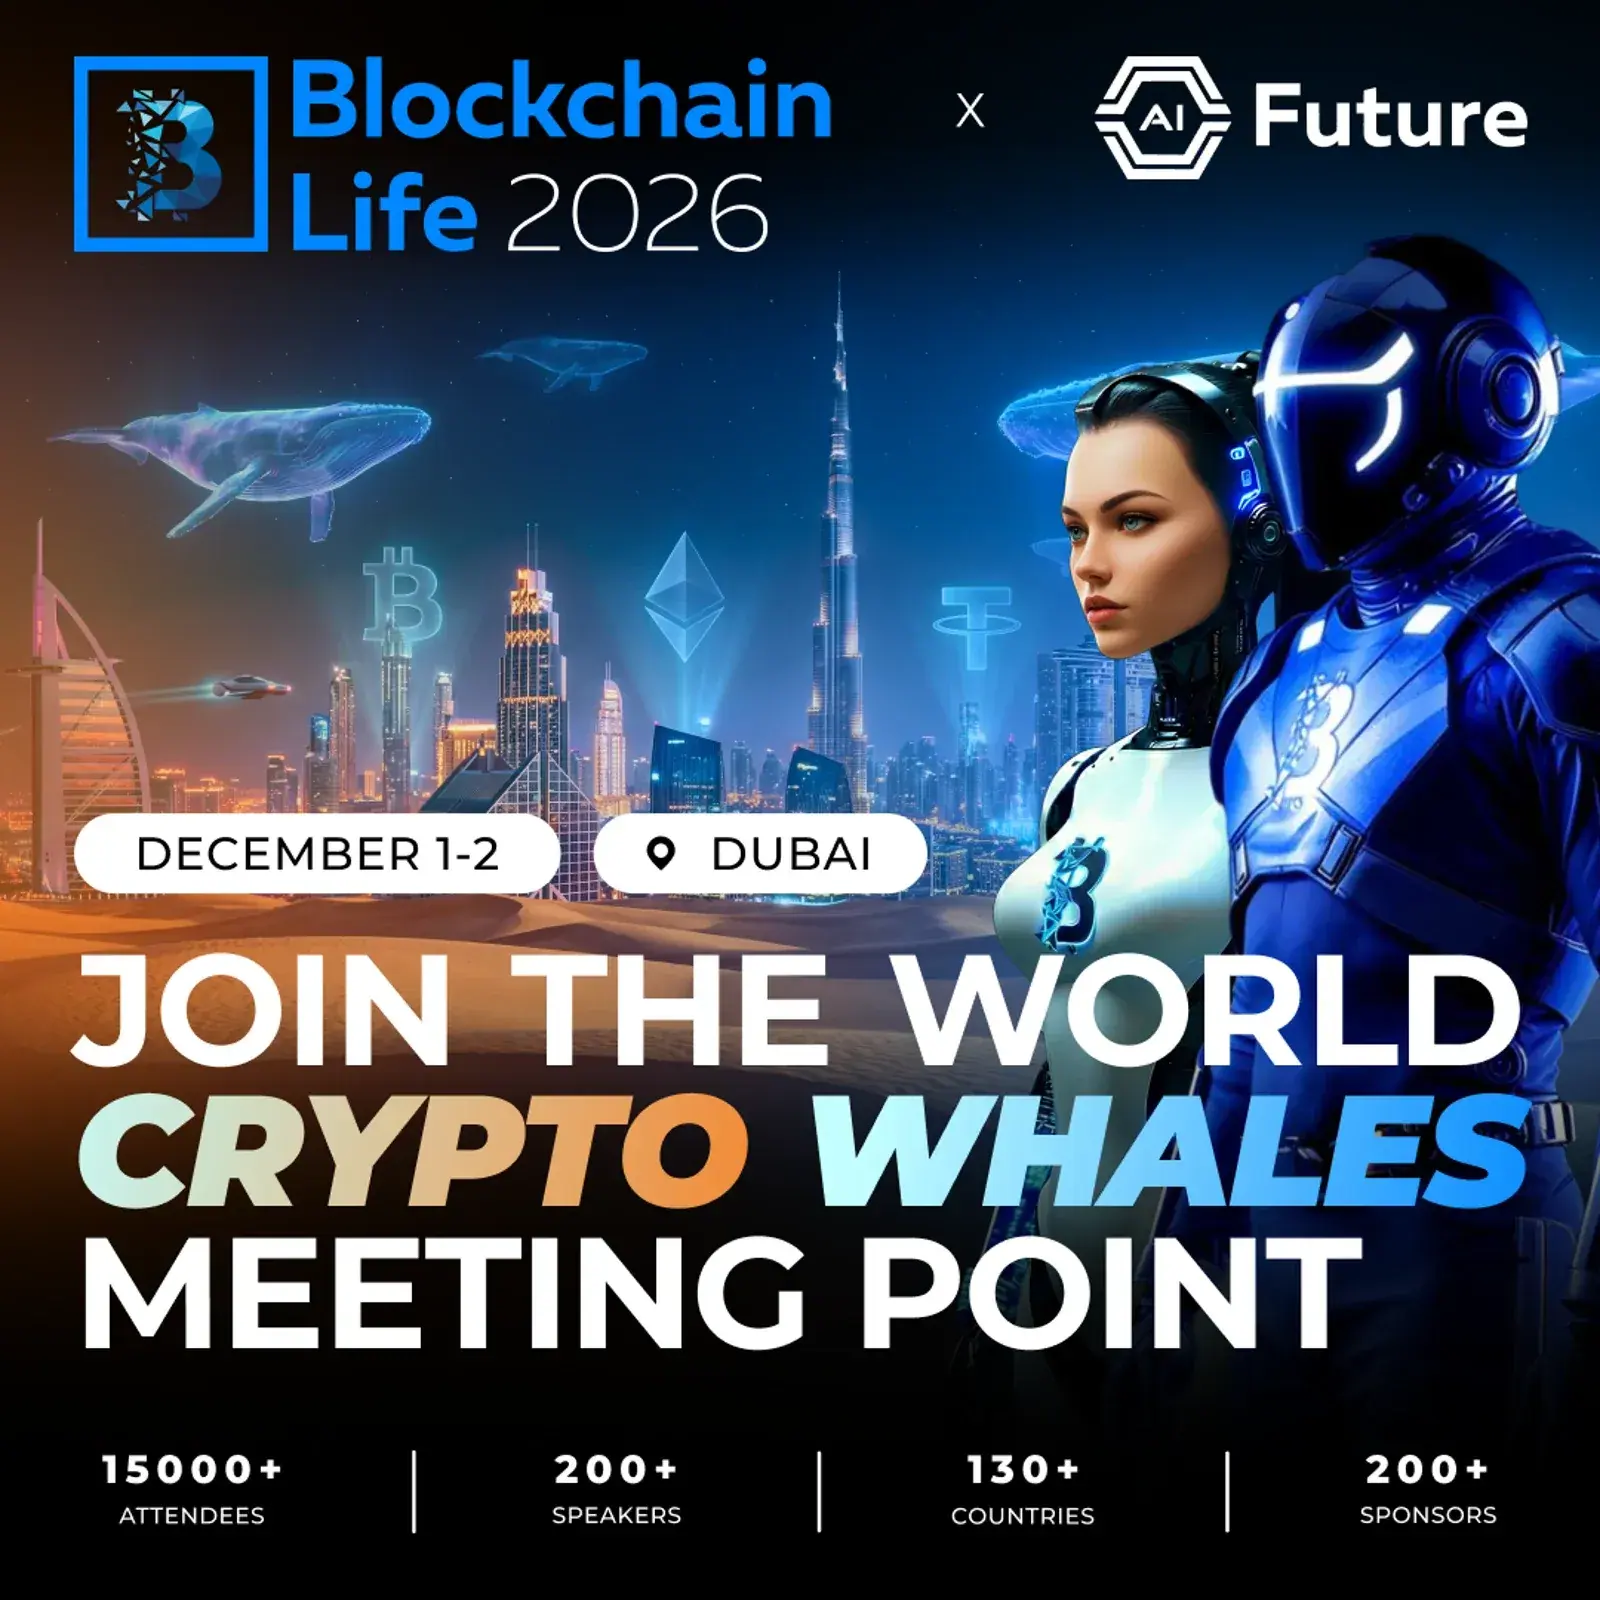 Blockchain
Life 2026
X
AI Future
DECEMBER 1-2
DUBAI
JOIN THE WORLD
CRYPTO WHALES
MEETING POINT
15000+
ATTENDEES
200+
SPEAKERS
130+
COUNTRIES
200+
SPONSORS